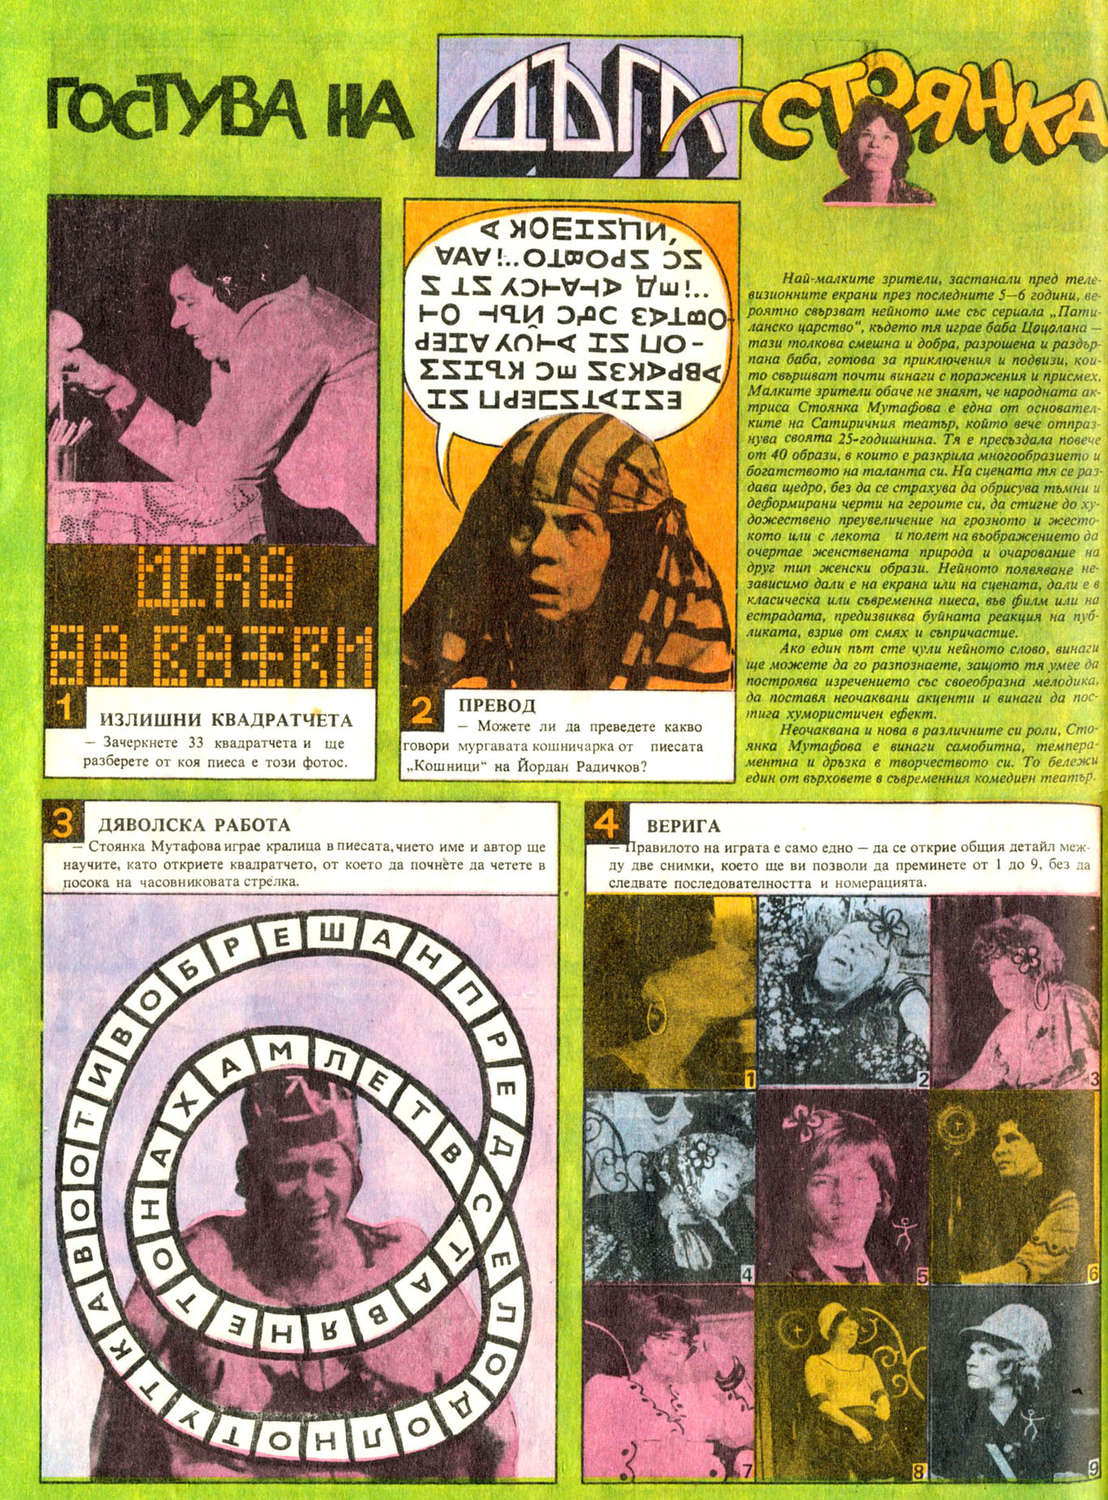 ГОСТУВА НА ДЪГА СТОЯНКА
Най-малките зрители, застанали пред теле-
визионните екрани през последните 5—6 години, ве-
роятно свързват нейното име със сериала „Пати-
ланско царство“, където тя играе баба Цоцолана —
тази толкова смешна и добра, разрошена и раздър-
пана баба, готова за приключения и подвизи, кои-
то свършват почти винаги с поражения и присмех.
Малките зрители обаче не знаят, че народната ак-
триса Стоянка Мутафова е една от основател-
ките на Сатиричния театър, който вече отпраз-
нува своята 25-годишнина. Тя е пресъздала повече
от 40 образи, в които е разкрила многообразието и
богатството на таланта си. На сцената тя се раз-
дава щедро, без да се страхува да обрисува тъмни и
деформирани черти на героите си, да стигне до ху-
дожествено преувеличение на грозното и жесто-
кото или с лекота и полет на въображението да
очертае женствената природа и очарование на
друг тип женски образи. Нейното появяване не-
зависимо дали е на екрана или на сцената, дали е в
класическа или съвременна пиеса, във филм или на
естрадата, предизвиква буйната реакция на пуб-
ликата, взрив от смях и съпричастие.
Ако един път сте чули нейното слово, винаги
ще можете да го разпознаете, защото тя умее да
построява изречението със своеобразна мелодика,
да поставя неочаквани акценти и винаги да пос-
тига хумористичен ефект.
Неочаквана и нова в различните си роли, Сто-
янка Мутафова е винаги самобитна, темпера-
ментна и дръзка в творчеството си. То бележи
един от върховете в съвременния комедиен театър.
1 ИЗЛИШНИ КВАДРАТЧЕТА
— Зачеркнете 33 квадратчета и ще
разберете от коя пиеса е този фотос.
2 ПРЕВОД
— Можете ли да преведете какво
говори мургавата кошничарка от пиесата
„Кошници“ на Йордан Радичков?
3 ДЯВОЛСКА РАБОТА
— Стоянка Мутафова играе кралица в пиесата, чието име и автор ще
научите, като откриете квадратчето, от което да почнете да четете в
посока на часовниковата стрелка.
ПРЕДСТАВЯНЕТОНАХАМЛЕТВСЕЛОДОЛНОТУТКАВООТИВОБРЕШАН
4 ВЕРИГА
— Правилото на играта е само едно — да се открие общия детайл меж-
ду две снимки, което ще ви позволи да преминете от 1 до 9, без да
следвате последователността и номерацията.
1
2
3
4
5
6
7
8
9